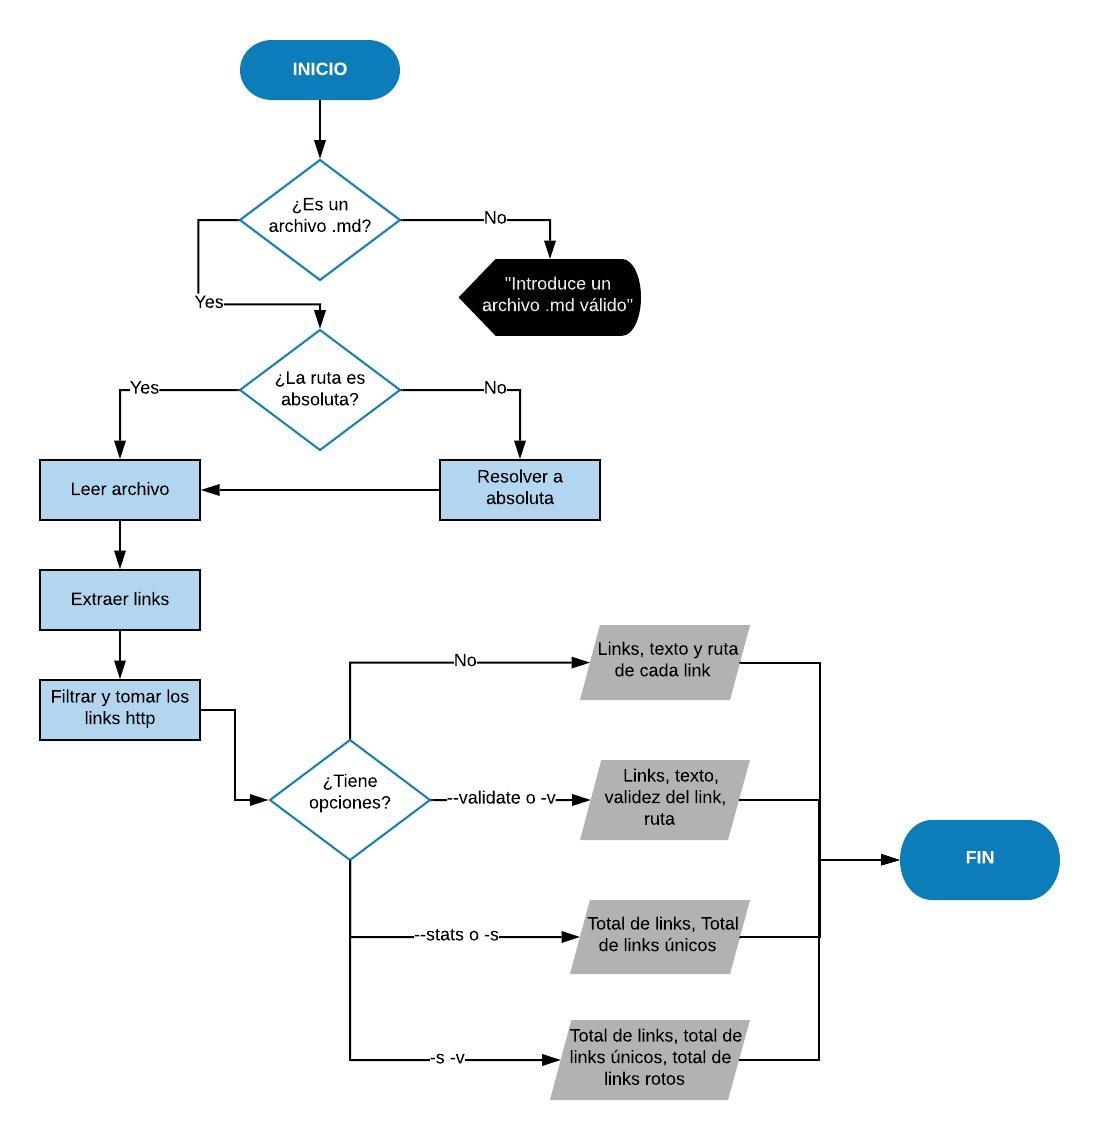 INICIO
¿Es un
archivo .md?
No
"Introduce un
archivo .md válido"
Yes
¿La ruta es
absoluta?
Yes
No
Leer archivo
Resolver a
absoluta
Extraer links
Filtrar y tomar los
links http
¿Tiene
opciones?
No
Links, texto y ruta
de cada link
--validate o -v
Links, texto,
validez del link,
ruta
--stats o -s
Total de links, Total
de links únicos
-s -v
Total de links, total de
links únicos, total de
links rotos
FIN